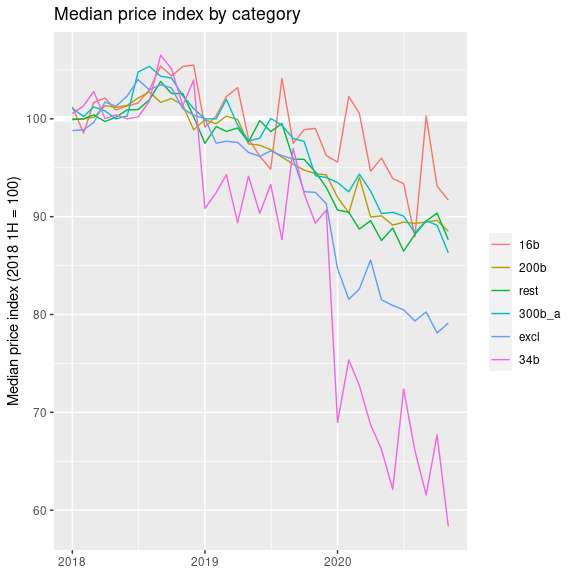 Median price index by category
Median price index (2018 1H = 100)
100
90
80
70
60
2018
2019
2020
16b
200b
rest
300b_a
excl
34b